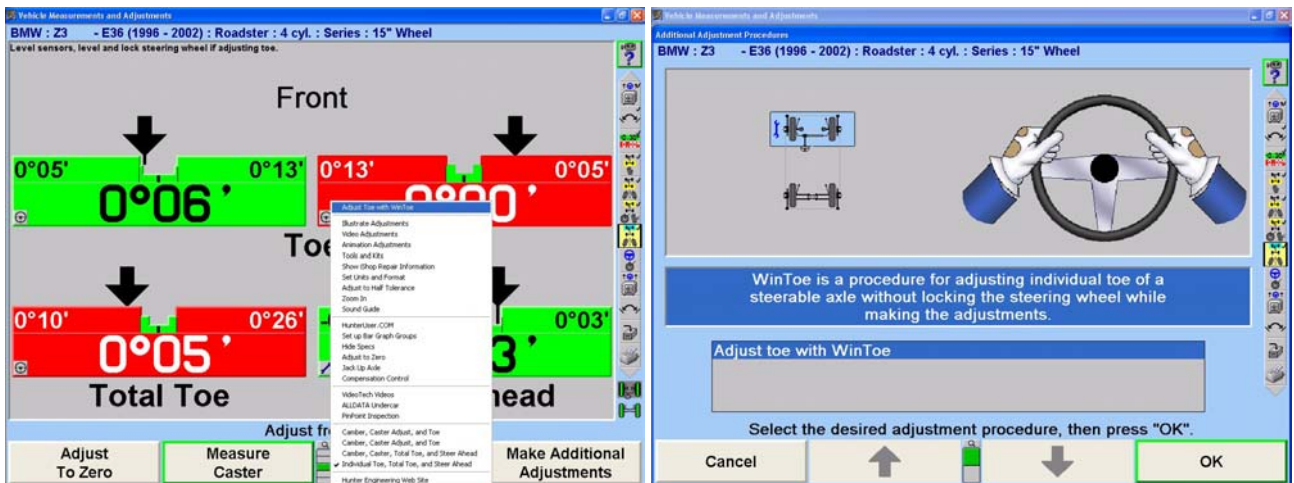 Vehicle Measurements and Adjustments
BMW : Z3 - E36 (1996 - 2002) : Roadster : 4 cyl. : Series : 15" Wheel
Level sensors, level and lock steering wheel if adjusting toe.
Front
0°05' 0°13' 0°13' 0°05'
0°06'
Toe
0°10' 0°26' 0°03'
0°05' 3'
Total Toe ead
Adjust Toe with WinToe
Illustrate Adjustments
Video Adjustments
Animation Adjustments
Tools and Kits
Show iShop Repair Information
Set Units and Format
Adjust to Half Tolerance
Zoom In
Sound Guide
HunterUser.COM
Set up Bar Graph Groups
Hide Specs
Adjust to Zero
Jack Up Axle
Compensation Control
VideoTech Videos
ALLDATA Undercar
PinPoint Inspection
Camber, Caster Adjust, and Toe
Camber, Caster Adjust, and Toe
Camber, Caster, Total Toe, and Steer Ahead
Individual Toe, Total Toe, and Steer Ahead
Hunter Engineering Web Site
Adjust
Adjust
To Zero
Measure
Caster
Make Additional
Adjustments
Vehicle Measurements and Adjustments
Additional Adjustment Procedures
BMW : Z3 - E36 (1996 - 2002) : Roadster : 4 cyl. : Series : 15" Wheel
WinToe is a procedure for adjusting individual toe of a
steerable axle without locking the steering wheel while
making the adjustments.
Adjust toe with WinToe
Select the desired adjustment procedure, then press "OK".
Cancel
OK